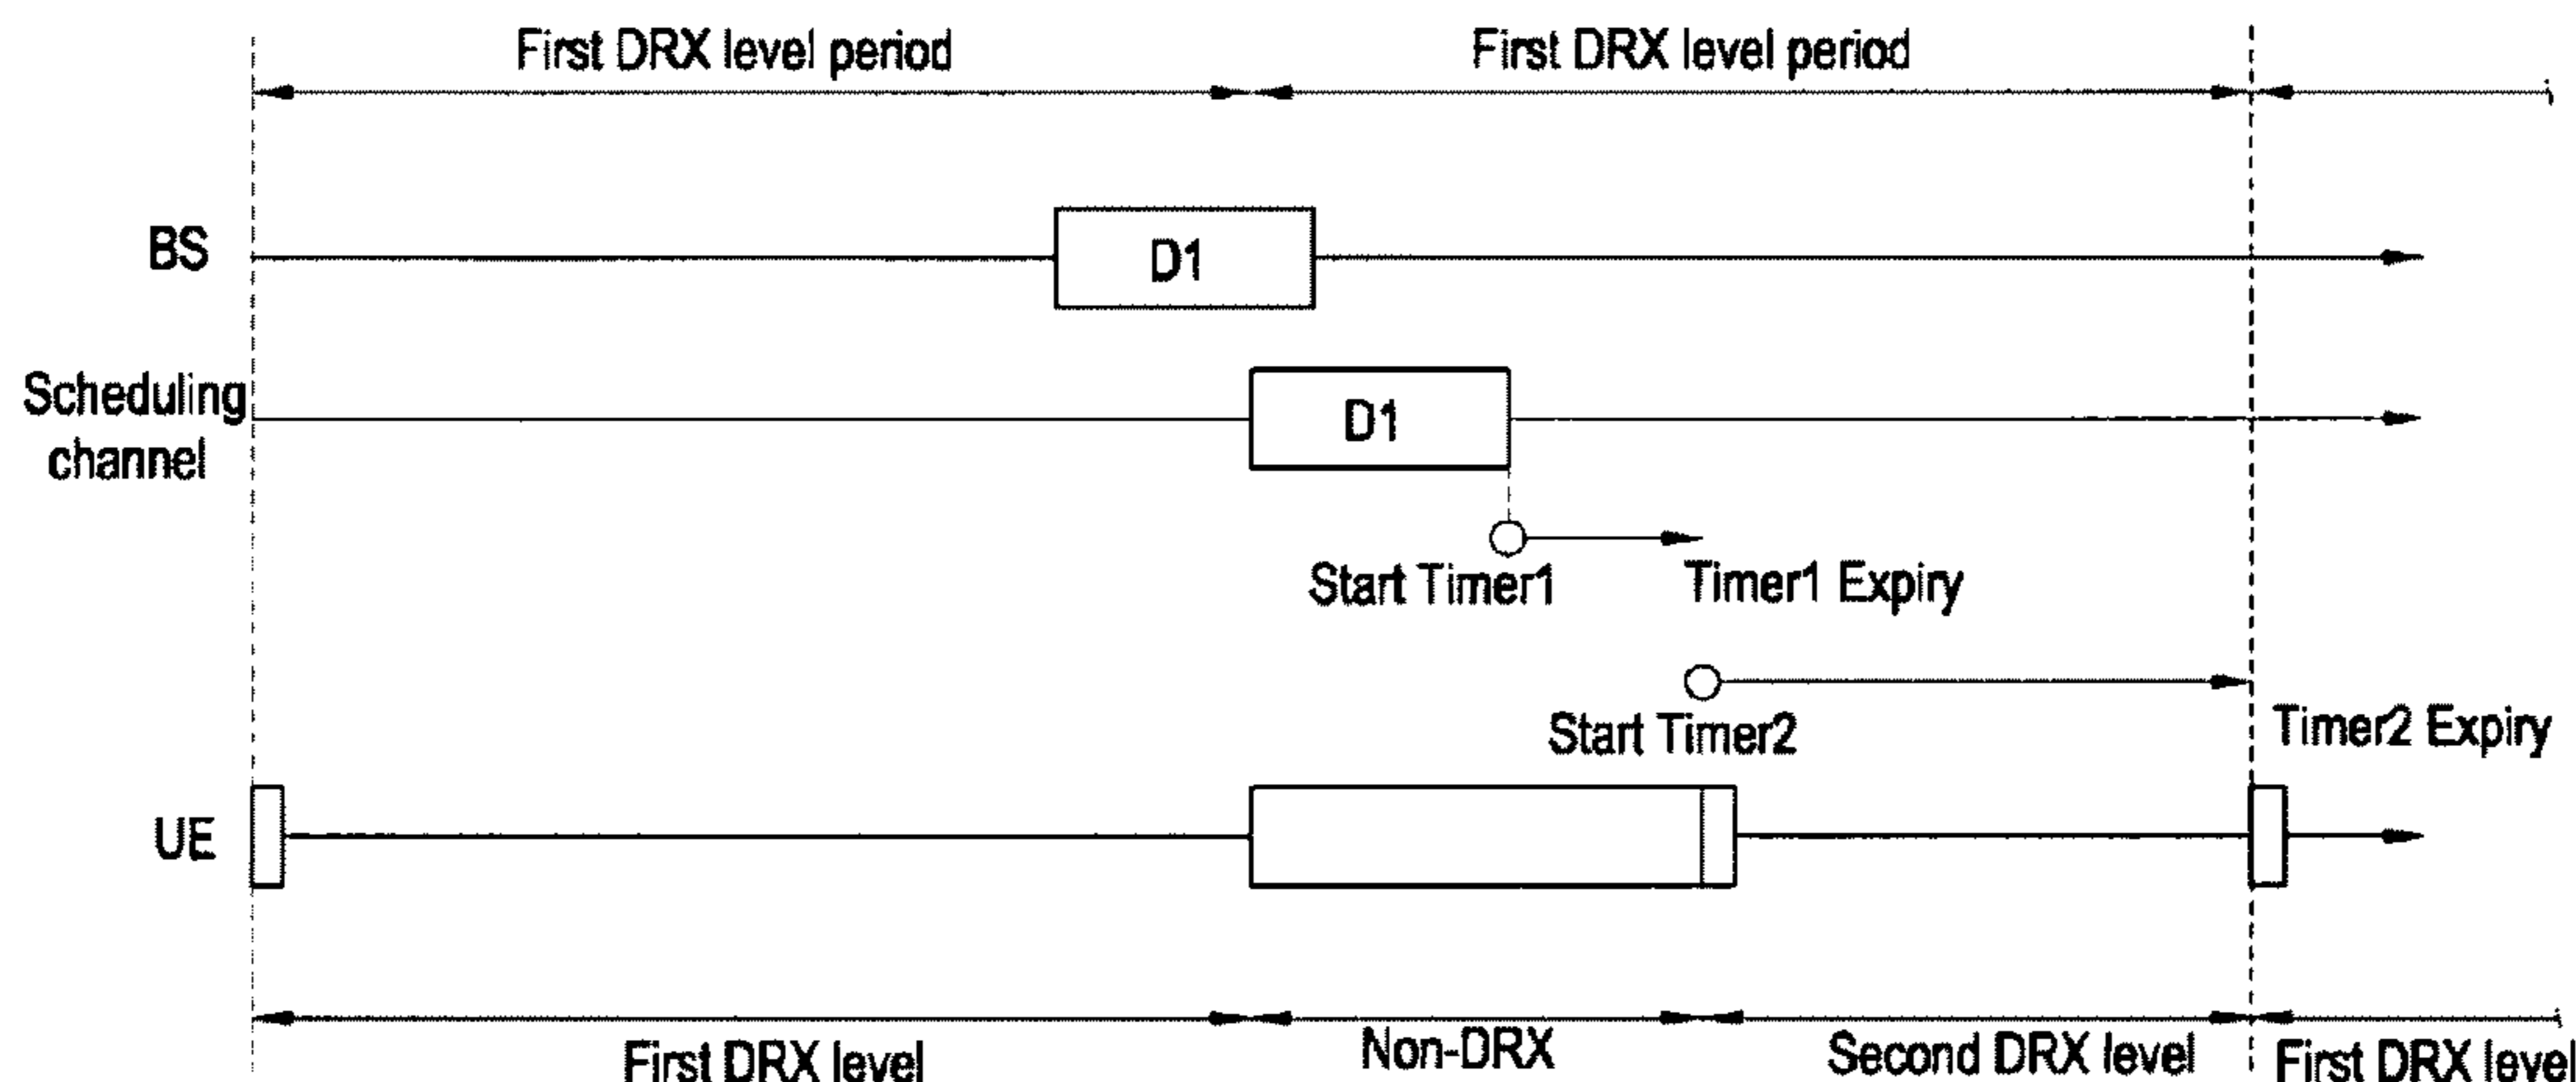 First DRX level period
First DRX level period
BS
D1
Scheduling
channel
D1
Start Timer1
Timer1 Expiry
Start Timer2
Timer2 Expiry
UE
First DRX level
Non-DRX
Second DRX level
First DRX level